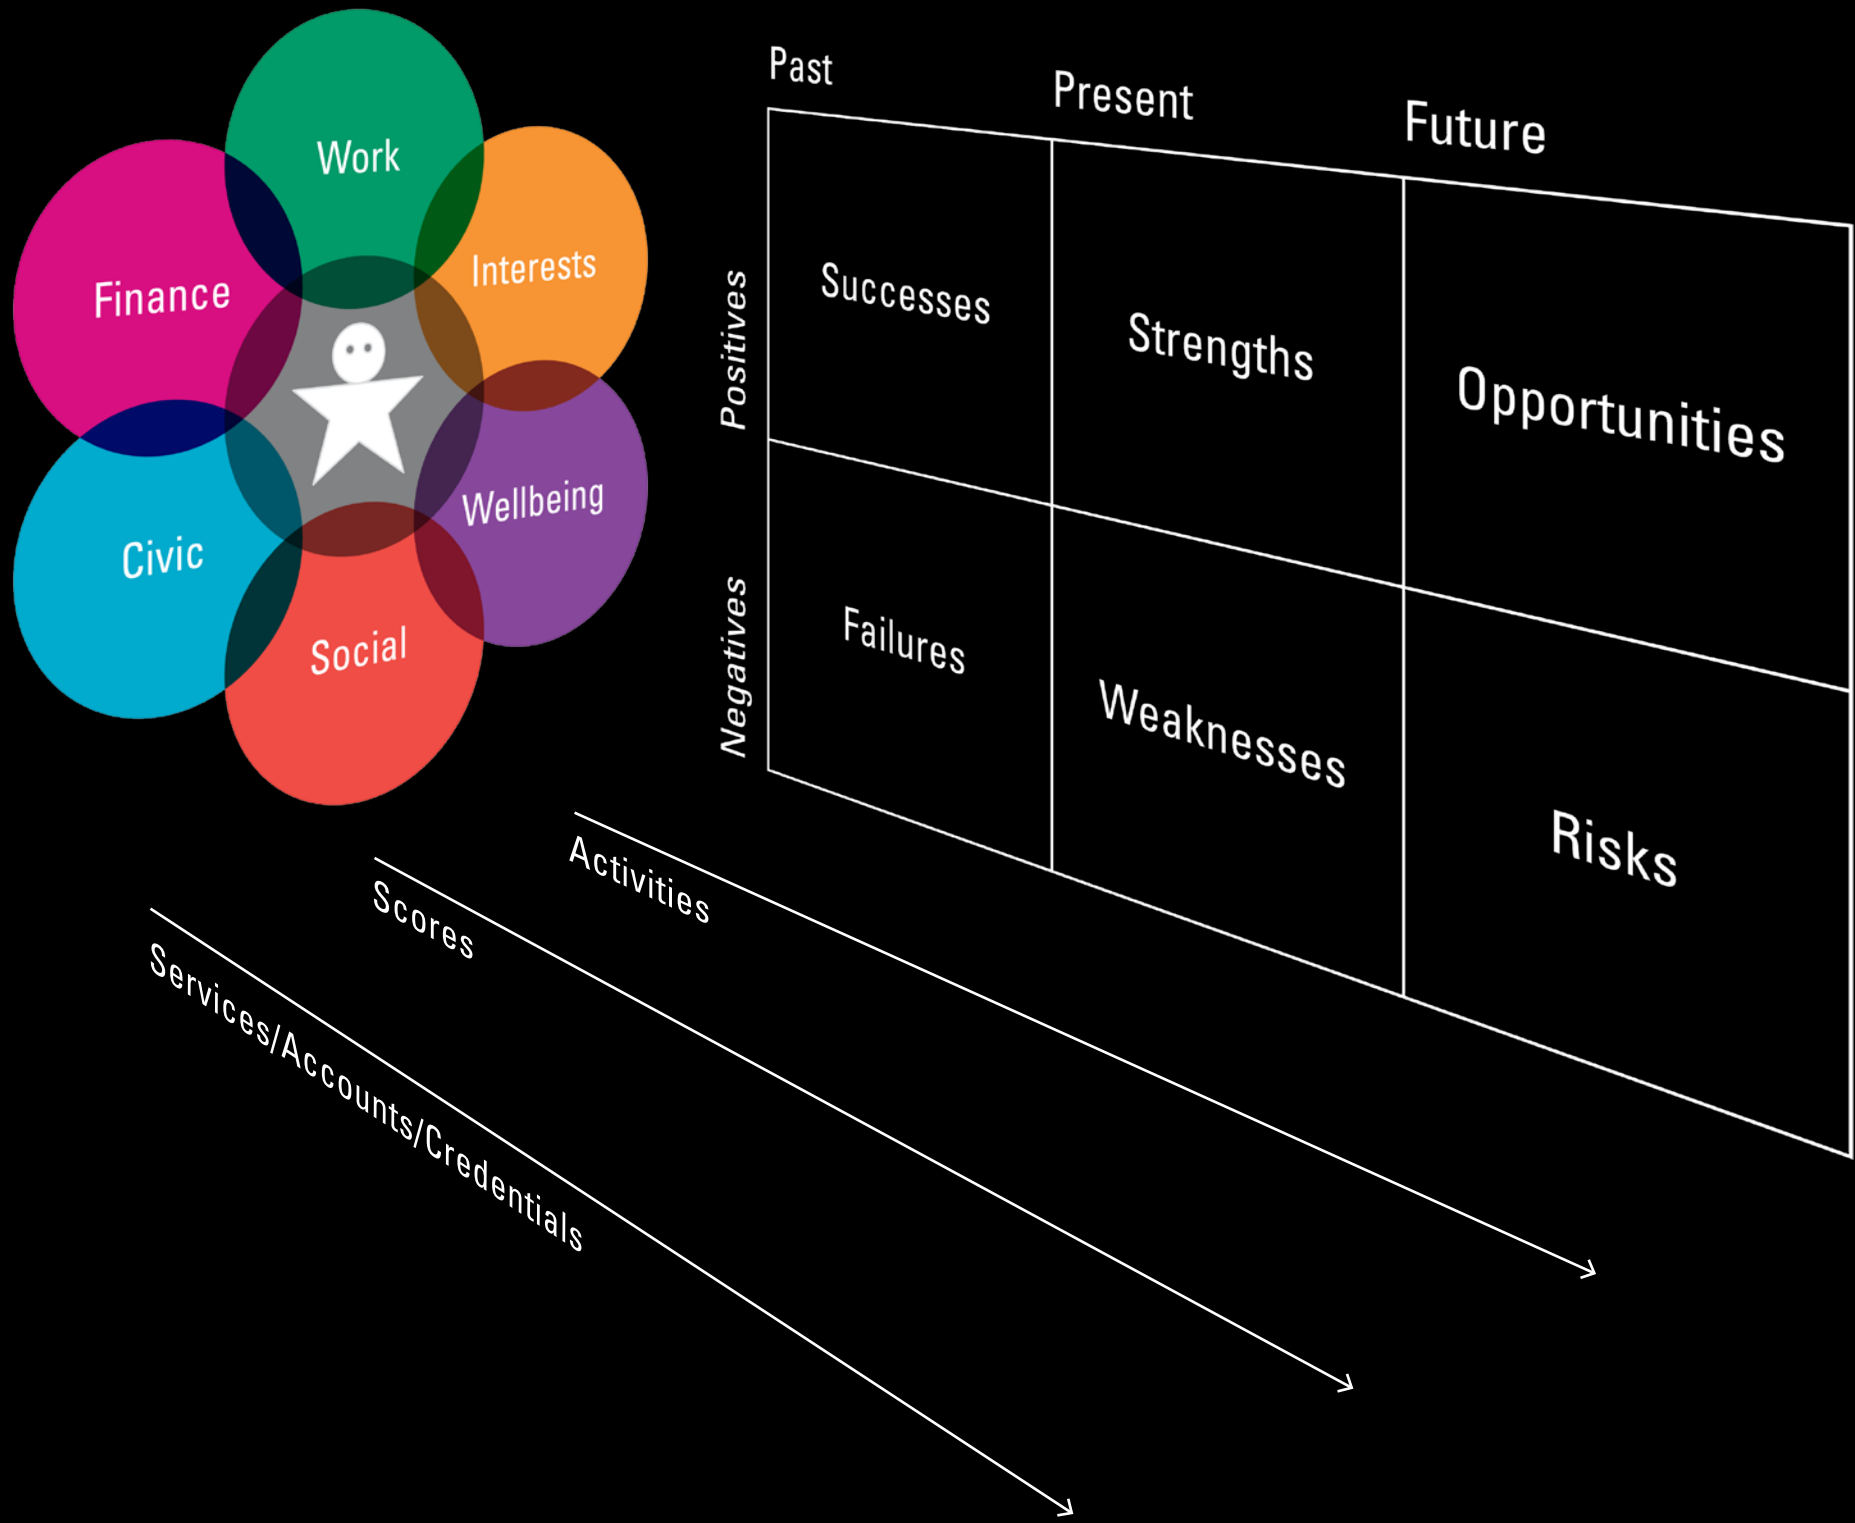 Work
Interests
Finance
Wellbeing
Civic
Social
Past
Present
Future
Positives
Successes
Strengths
Opportunities
Negatives
Failures
Weaknesses
Risks
Activities
Scores
Services/Accounts/Credentials